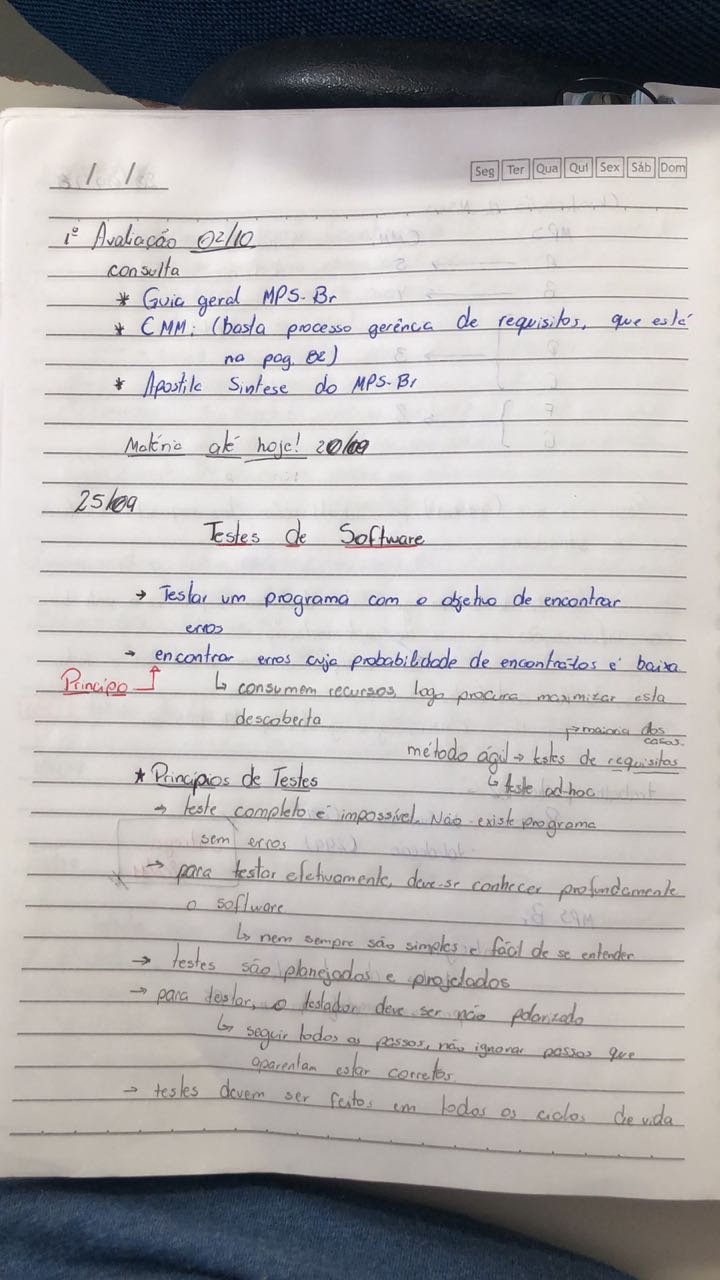 / / /
Seg Ter Qua Qui Sex Sáb Dom
1º Avaliação 02/10
consulta
* Guia geral MPS-Br
* CMM: (basta processo gerência de requisitos, que está
na pag. 82)
* Apostila Sintese do MPS-Br
Matéria até hoje! 20/09
25/09
Testes de Software
→ Testar um programa com o objetivo de encontrar
erros
→ encontrar erros cuja probabilidade de encontrá-los é baixa
Princípo ↳ consumem recursos, logo procura maximizar esta
descoberta
→ maioria dos
casos.
método ágil → testes de requisitos
↳ teste ad-hoc
* Princípios de Testes
→ teste completo é impossível. Não existe programa
sem erros
→ para testar efetivamente, deve-se conhecer profundamente
o software
↳ nem sempre são simples e fácil de se entender
→ testes são planejados e projetados
→ para testar, o testador deve ser não polarizado
↳ seguir todos os passos, não ignorar passos que
aparentam estar corretos
→ testes devem ser feitos em todos os ciclos de vida